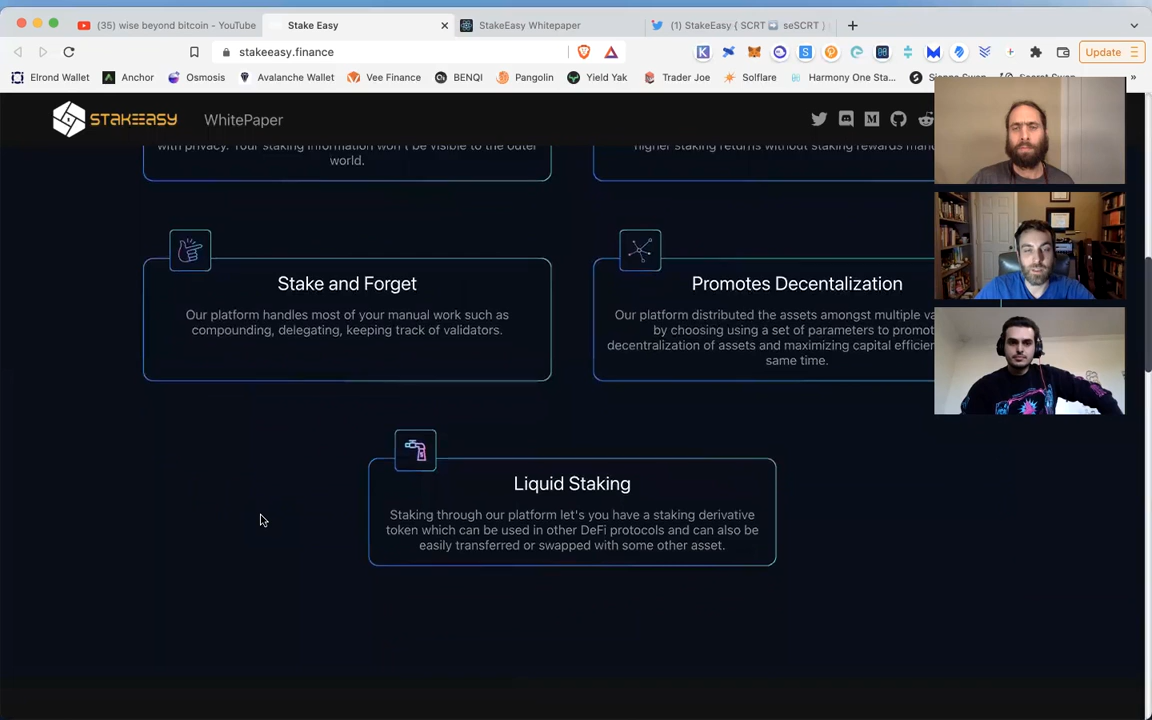 (35) wise beyond bitcoin - YouTube
Stake Easy
StakeEasy Whitepaper
(1) StakeEasy { SCRT ➡ seSCRT }
stakeeasy.finance
Update
Elrond Wallet
Anchor
Osmosis
Avalanche Wallet
Vee Finance
BENQI
Pangolin
Yield Yak
Trader Joe
Solflare
Harmony One Sta...
STAKEEASY
WhitePaper
with privacy. Your staking information won't be visible to the outer
world.
higher staking returns without staking rewards
Stake and Forget
Our platform handles most of your manual work such as
compounding, delegating, keeping track of validators.
Promotes Decentalization
Our platform distributed the assets amongst multiple
by choosing using a set of parameters to
decentralization of assets and maximizing capital
same time.
Liquid Staking
Staking through our platform let's you have a staking derivative
token which can be used in other DeFi protocols and can also be
easily transferred or swapped with some other asset.